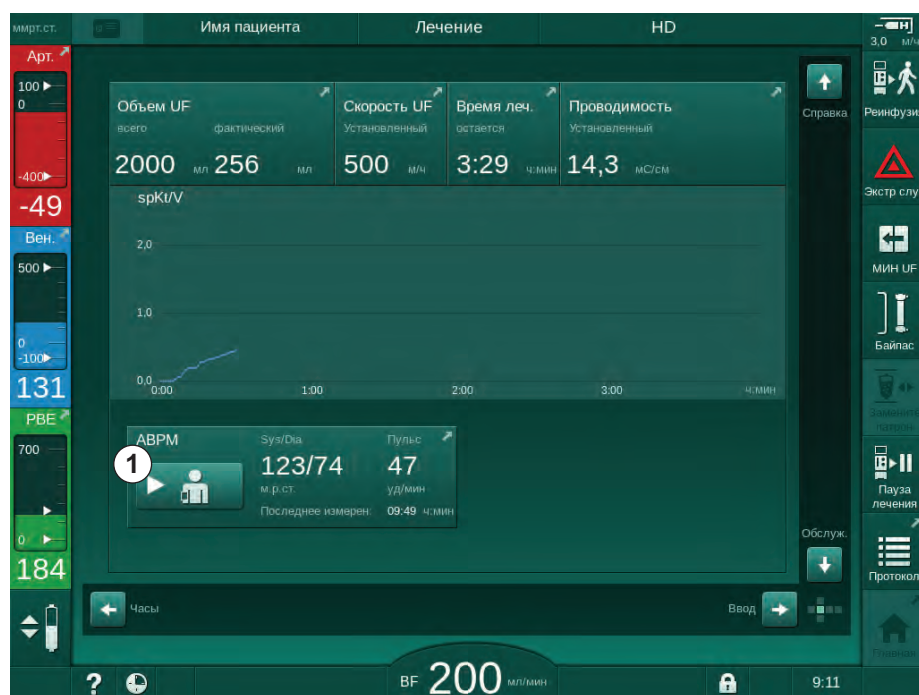 ммрт.ст.
Имя пациента
Лечение
HD
3,0 м/ч
Арт.
100
0
-400
-49
Вен.
500
0
-100
131
PBE
700
0
184
Объем UF
всего
фактический
2000 мл 256 мл
Скорость UF
Установленный
500 м/ч
Время леч.
остается
3:29 ч:мин
Проводимость
Установленный
14,3 мС/см
spKt/V
2,0
1,0
0,0
0:00
1:00
2:00
3:00
ч:мин
ABPM
Sys/Dia
Пульс
1
123/74
47
м.р.ст.
уд/мин
Последнее измерен:
09:49 ч:мин
Справка
Обслуж.
Часы
Ввод
Реинфузия
Экстр слу
МИН UF
Байпас
Заменить
патрон
Пауза
лечения
Протокол
Главная
?
BF 200 мл/мин
9:11